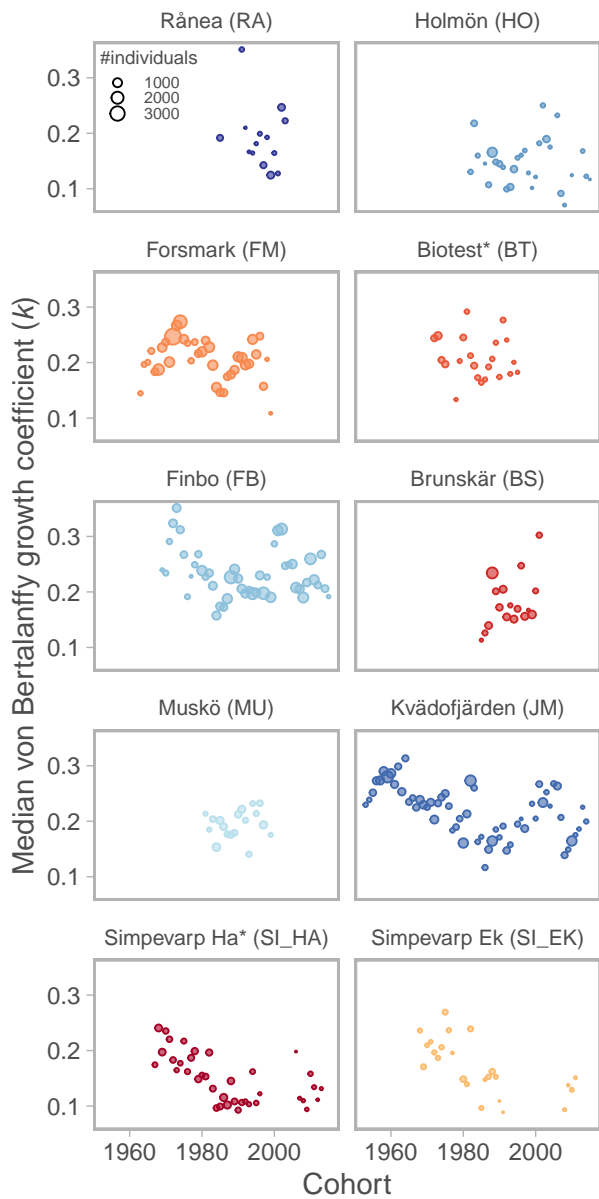 Rånea (RA)
Holmön (HO)
#individuals
1000
2000
3000
0.3
0.2
0.1
Forsmark (FM)
Biotest* (BT)
0.3
0.2
0.1
Finbo (FB)
Brunskär (BS)
0.3
0.2
0.1
Muskö (MU)
Kvädofjärden (JM)
0.3
0.2
0.1
Simpevarp Ha* (SI_HA)
Simpevarp Ek (SI_EK)
0.3
0.2
0.1
1960
2000
1960
2000
Cohort
Median von Bertalanffy growth coefficient (k)